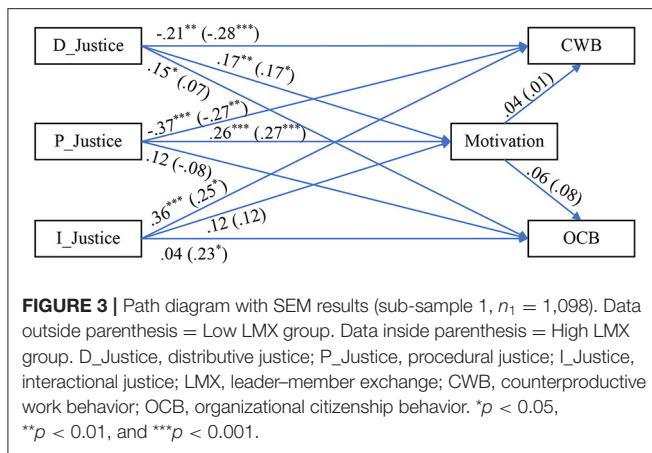 D_Justice
-.21** (-.28***)
CWB
.17** (.17*)
.15* (.07)
.04 (.01)
-.37*** (-.27**)
P_Justice
.26*** (.27***)
Motivation
.12 (-.08)
.06 (.08)
.36*** (.25*)
.12 (.12)
I_Justice
.04 (.23*)
OCB
FIGURE 3 | Path diagram with SEM results (sub-sample 1, n₁ = 1,098). Data
outside parenthesis = Low LMX group. Data inside parenthesis = High LMX
group. D_Justice, distributive justice; P_Justice, procedural justice; I_Justice,
interactional justice; LMX, leader–member exchange; CWB, counterproductive
work behavior; OCB, organizational citizenship behavior. *p < 0.05,
**p < 0.01, and ***p < 0.001.